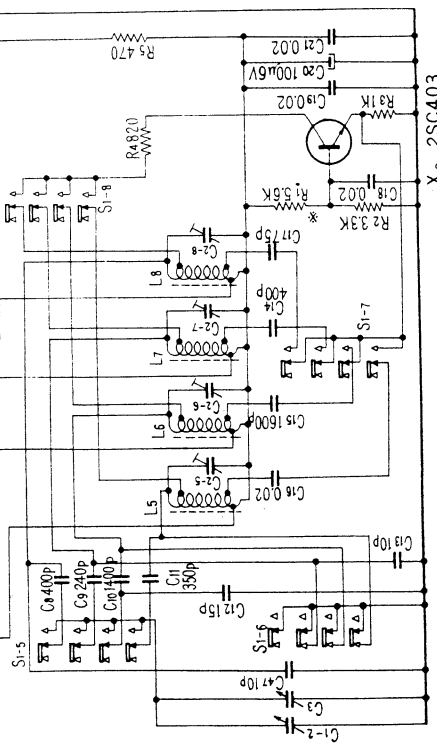 R5 470
C21 0.02
C20 100μ6V
C19 0.02
R3 1K
X2 2SC403
R4 820
S1-8
R1 5.6K
*
C18 0.02
R2 3.3K
L8
C2-8
C17 75p
L7
C2-7
C14 400p
S1-7
L6
C2-6
C15 1600p
L5
C2-5
C16 0.02
C8 400p
C9 240p
C10 1400p
C11 350p
C12 15p
C13 10p
S1-5
S1-6
C47 10p
C3
C1-2